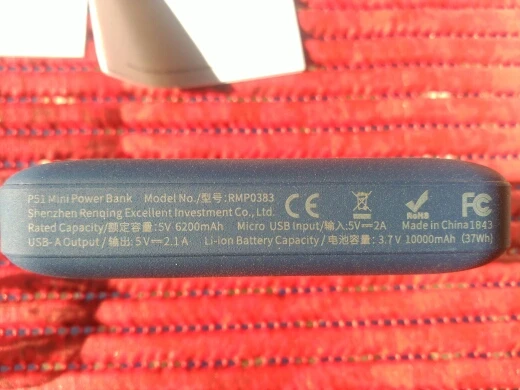 P51 Mini Power Bank Model No./型号: RMP0383
Shenzhen Renqing Excellent Investment Co., Ltd.
CE
RoHS
FC
Rated Capacity/额定容量: 5V 6200mAh Micro USB Input/输入: 5V⎓2A Made in China 1843
USB-A Output/输出: 5V⎓2.1A Li-ion Battery Capacity/电池容量: 3.7V 10000mAh (37Wh)